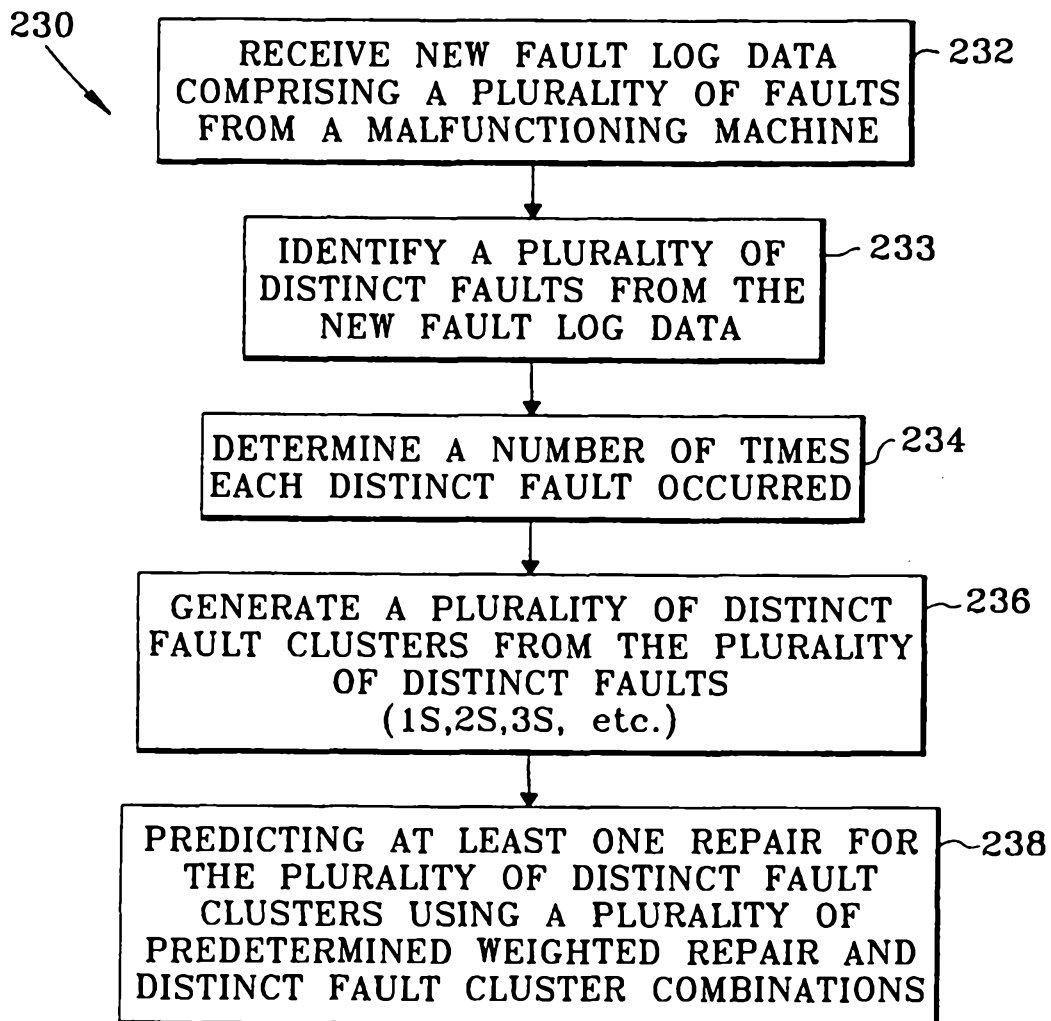 230
RECEIVE NEW FAULT LOG DATA
COMPRISING A PLURALITY OF FAULTS
FROM A MALFUNCTIONING MACHINE
232
IDENTIFY A PLURALITY OF
DISTINCT FAULTS FROM THE
NEW FAULT LOG DATA
233
DETERMINE A NUMBER OF TIMES
EACH DISTINCT FAULT OCCURRED
234
GENERATE A PLURALITY OF DISTINCT
FAULT CLUSTERS FROM THE PLURALITY
OF DISTINCT FAULTS
(1S,2S,3S, etc.)
236
PREDICTING AT LEAST ONE REPAIR FOR
THE PLURALITY OF DISTINCT FAULT
CLUSTERS USING A PLURALITY OF
PREDETERMINED WEIGHTED REPAIR AND
DISTINCT FAULT CLUSTER COMBINATIONS
238